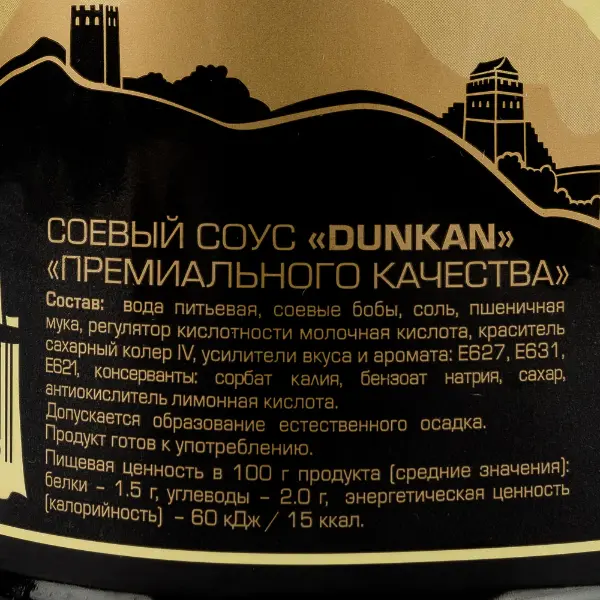 СОЕВЫЙ СОУС «DUNKAN»
«ПРЕМИАЛЬНОГО КАЧЕСТВА»
Состав: вода питьевая, соевые бобы, соль, пшеничная
мука, регулятор кислотности молочная кислота, краситель
сахарный колер IV, усилители вкуса и аромата: Е627, Е631,
Е621, консерванты: сорбат калия, бензоат натрия, сахар,
антиокислитель лимонная кислота.
Допускается образование естественного осадка.
Продукт готов к употреблению.
Пищевая ценность в 100 г продукта (средние значения):
белки – 1.5 г, углеводы – 2.0 г, энергетическая ценность
(калорийность) – 60 кДж / 15 ккал.